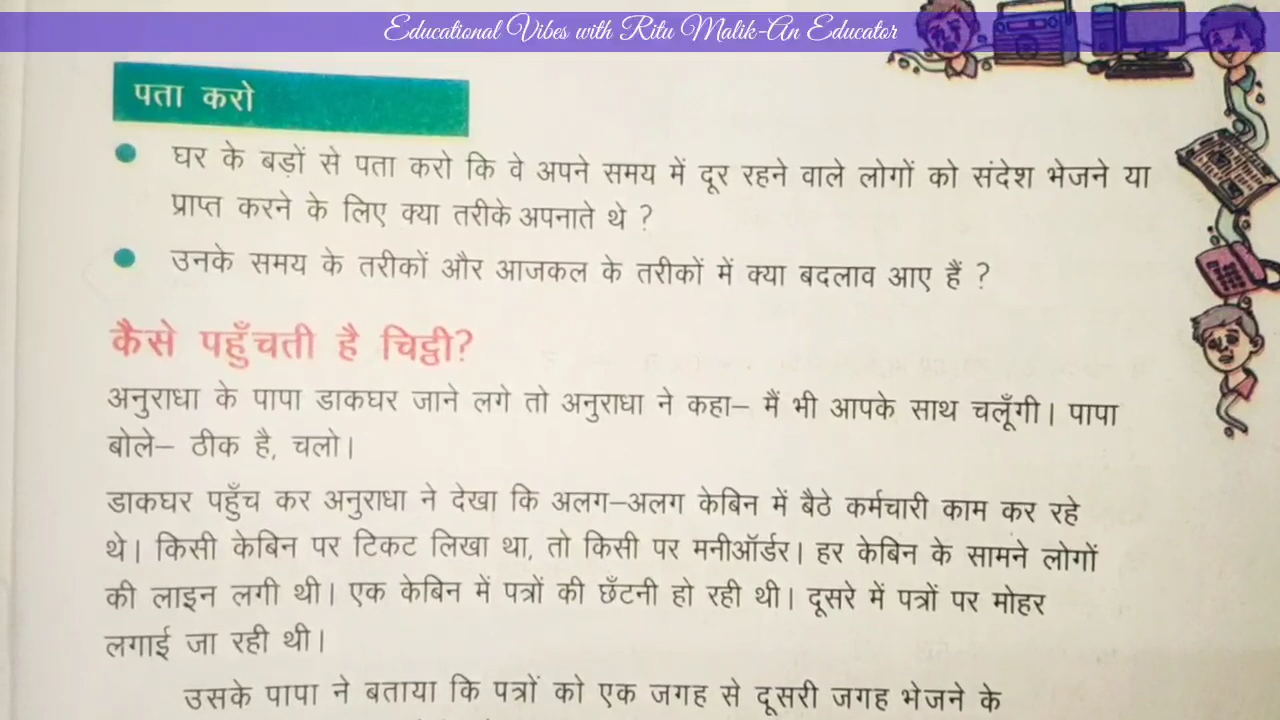 Educational Vibes with Ritu Malik-An Educator
पता करो
● घर के बड़ों से पता करो कि वे अपने समय में दूर रहने वाले लोगों को संदेश भेजने या
प्राप्त करने के लिए क्या तरीके अपनाते थे ?
● उनके समय के तरीकों और आजकल के तरीकों में क्या बदलाव आए हैं ?
कैसे पहुँचती है चिट्ठी?
अनुराधा के पापा डाकघर जाने लगे तो अनुराधा ने कहा– मैं भी आपके साथ चलूँगी। पापा
बोले– ठीक है, चलो।
डाकघर पहुँच कर अनुराधा ने देखा कि अलग–अलग केबिन में बैठे कर्मचारी काम कर रहे
थे। किसी केबिन पर टिकट लिखा था, तो किसी पर मनीऑर्डर। हर केबिन के सामने लोगों
की लाइन लगी थी। एक केबिन में पत्रों की छँटनी हो रही थी। दूसरे में पत्रों पर मोहर
लगाई जा रही थी।
उसके पापा ने बताया कि पत्रों को एक जगह से दूसरी जगह भेजने के